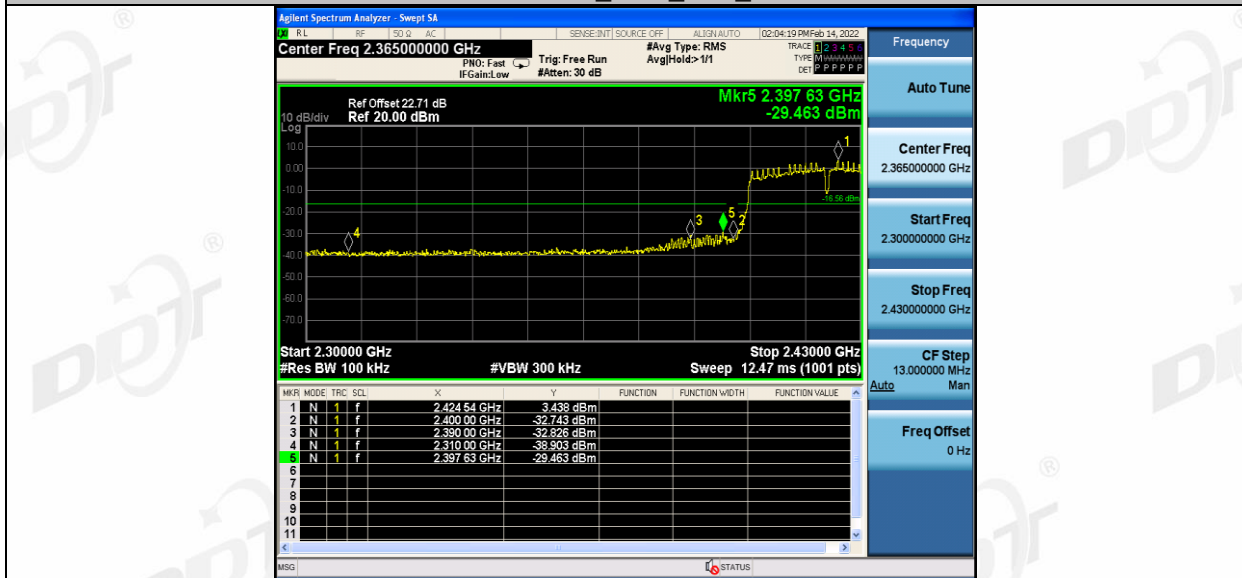 Agilent Spectrum Analyzer - Swept SA
RL RF 50 Ω AC SENSE:INT SOURCE OFF ALIGN AUTO 02:04:19 PM Feb 14, 2022
Center Freq 2.365000000 GHz
PNO: Fast
IFGain:Low
Trig: Free Run
#Atten: 30 dB
#Avg Type: RMS
Avg|Hold:>1/1
TRACE 1 2 3 4 5 6
TYPE M WWWWW
DET P P P P P P
Frequency
Auto Tune
Center Freq
2.365000000 GHz
Start Freq
2.300000000 GHz
Stop Freq
2.430000000 GHz
CF Step
13.000000 MHz
Auto Man
Freq Offset
0 Hz
Mkr5 2.397 63 GHz
-29.463 dBm
Ref Offset 22.71 dB
10 dB/div Ref 20.00 dBm
Log
10.0
0.00
-10.0
-20.0
-30.0
-40.0
-50.0
-60.0
-70.0
1
-16.56 dBm
3
5
2
4
Start 2.30000 GHz Stop 2.43000 GHz
#Res BW 100 kHz #VBW 300 kHz Sweep 12.47 ms (1001 pts)
MKR MODE TRC SCL X Y FUNCTION FUNCTION WIDTH FUNCTION VALUE
1 N 1 f 2.424 54 GHz 3.438 dBm
2 N 1 f 2.400 00 GHz -32.743 dBm
3 N 1 f 2.390 00 GHz -32.826 dBm
4 N 1 f 2.310 00 GHz -38.903 dBm
5 N 1 f 2.397 63 GHz -29.463 dBm
6
7
8
9
10
11
MSG STATUS
DDT
®
DDT
®
DDT
DDT
DDT
®
DDT